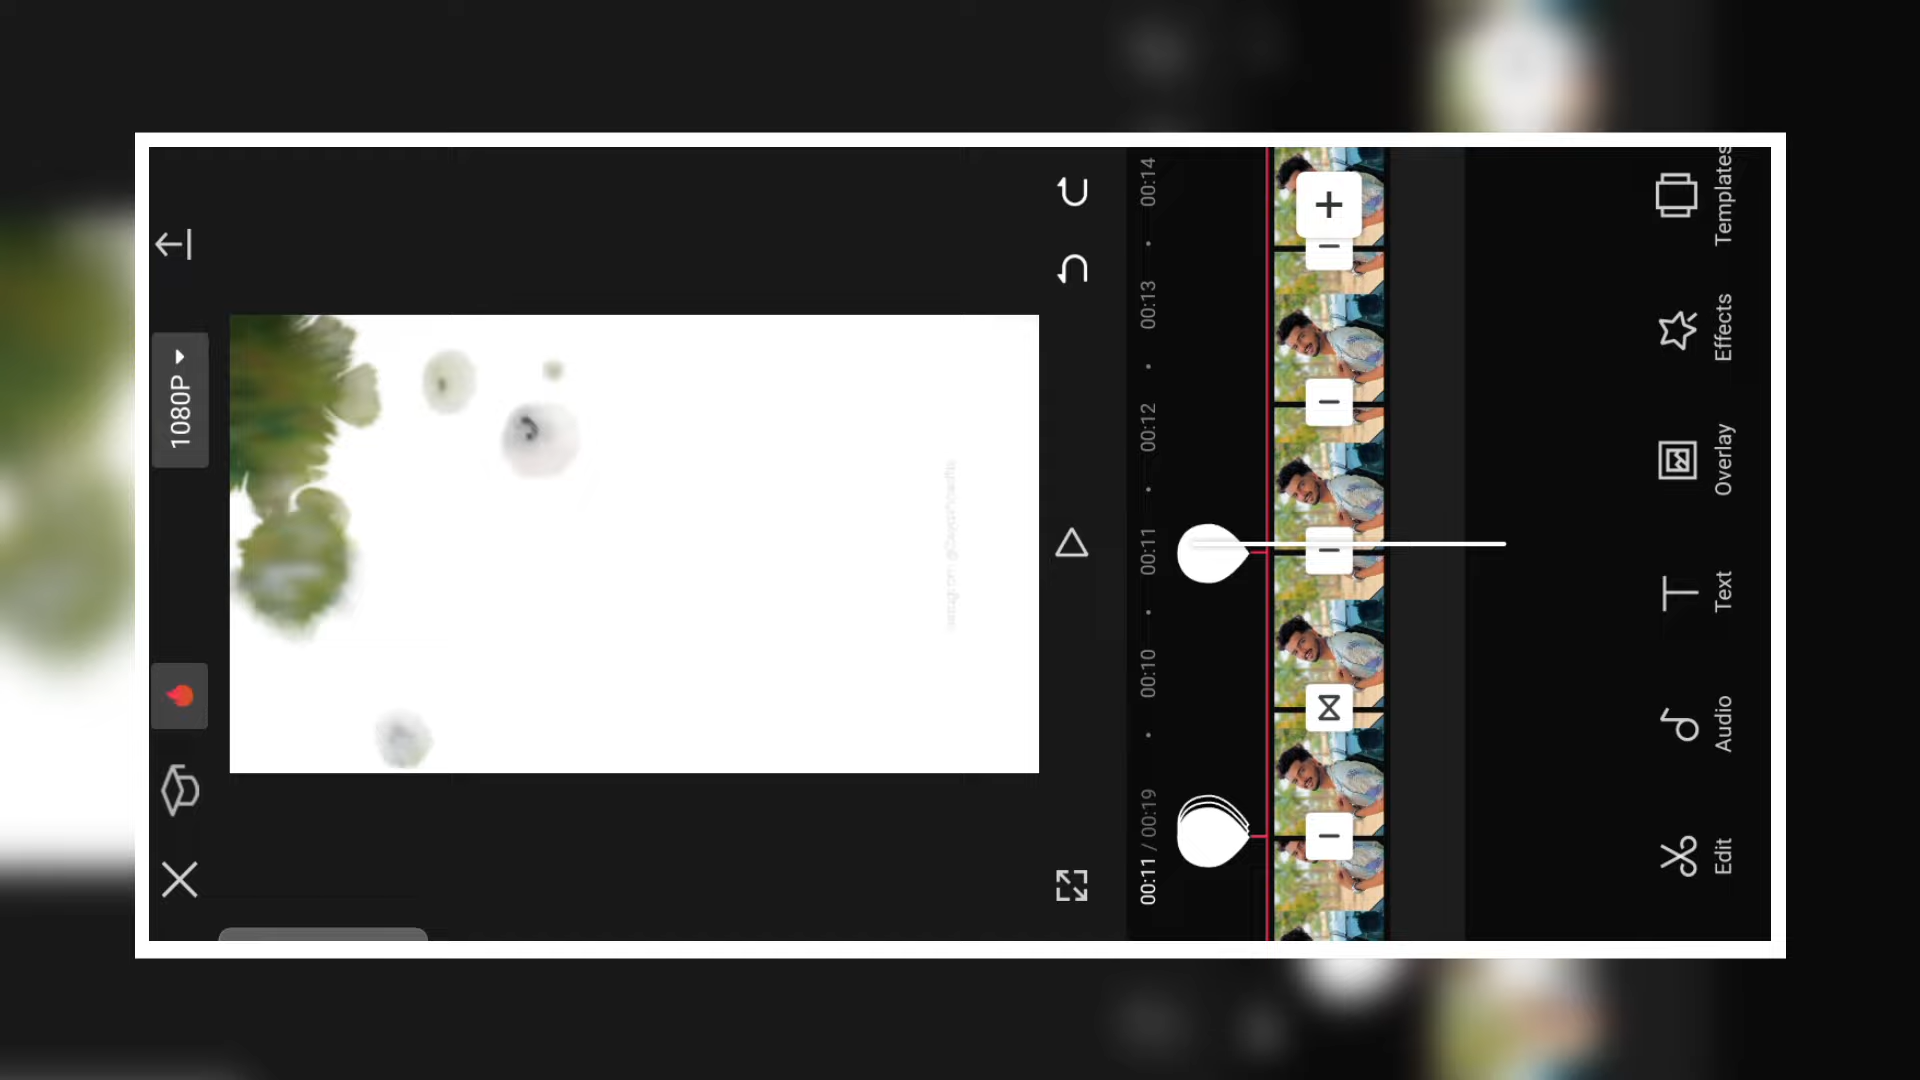 1080P
00:11 / 00:19
00:10
00:11
00:12
00:13
00:14
Edit
Audio
Text
Overlay
Effects
Templates